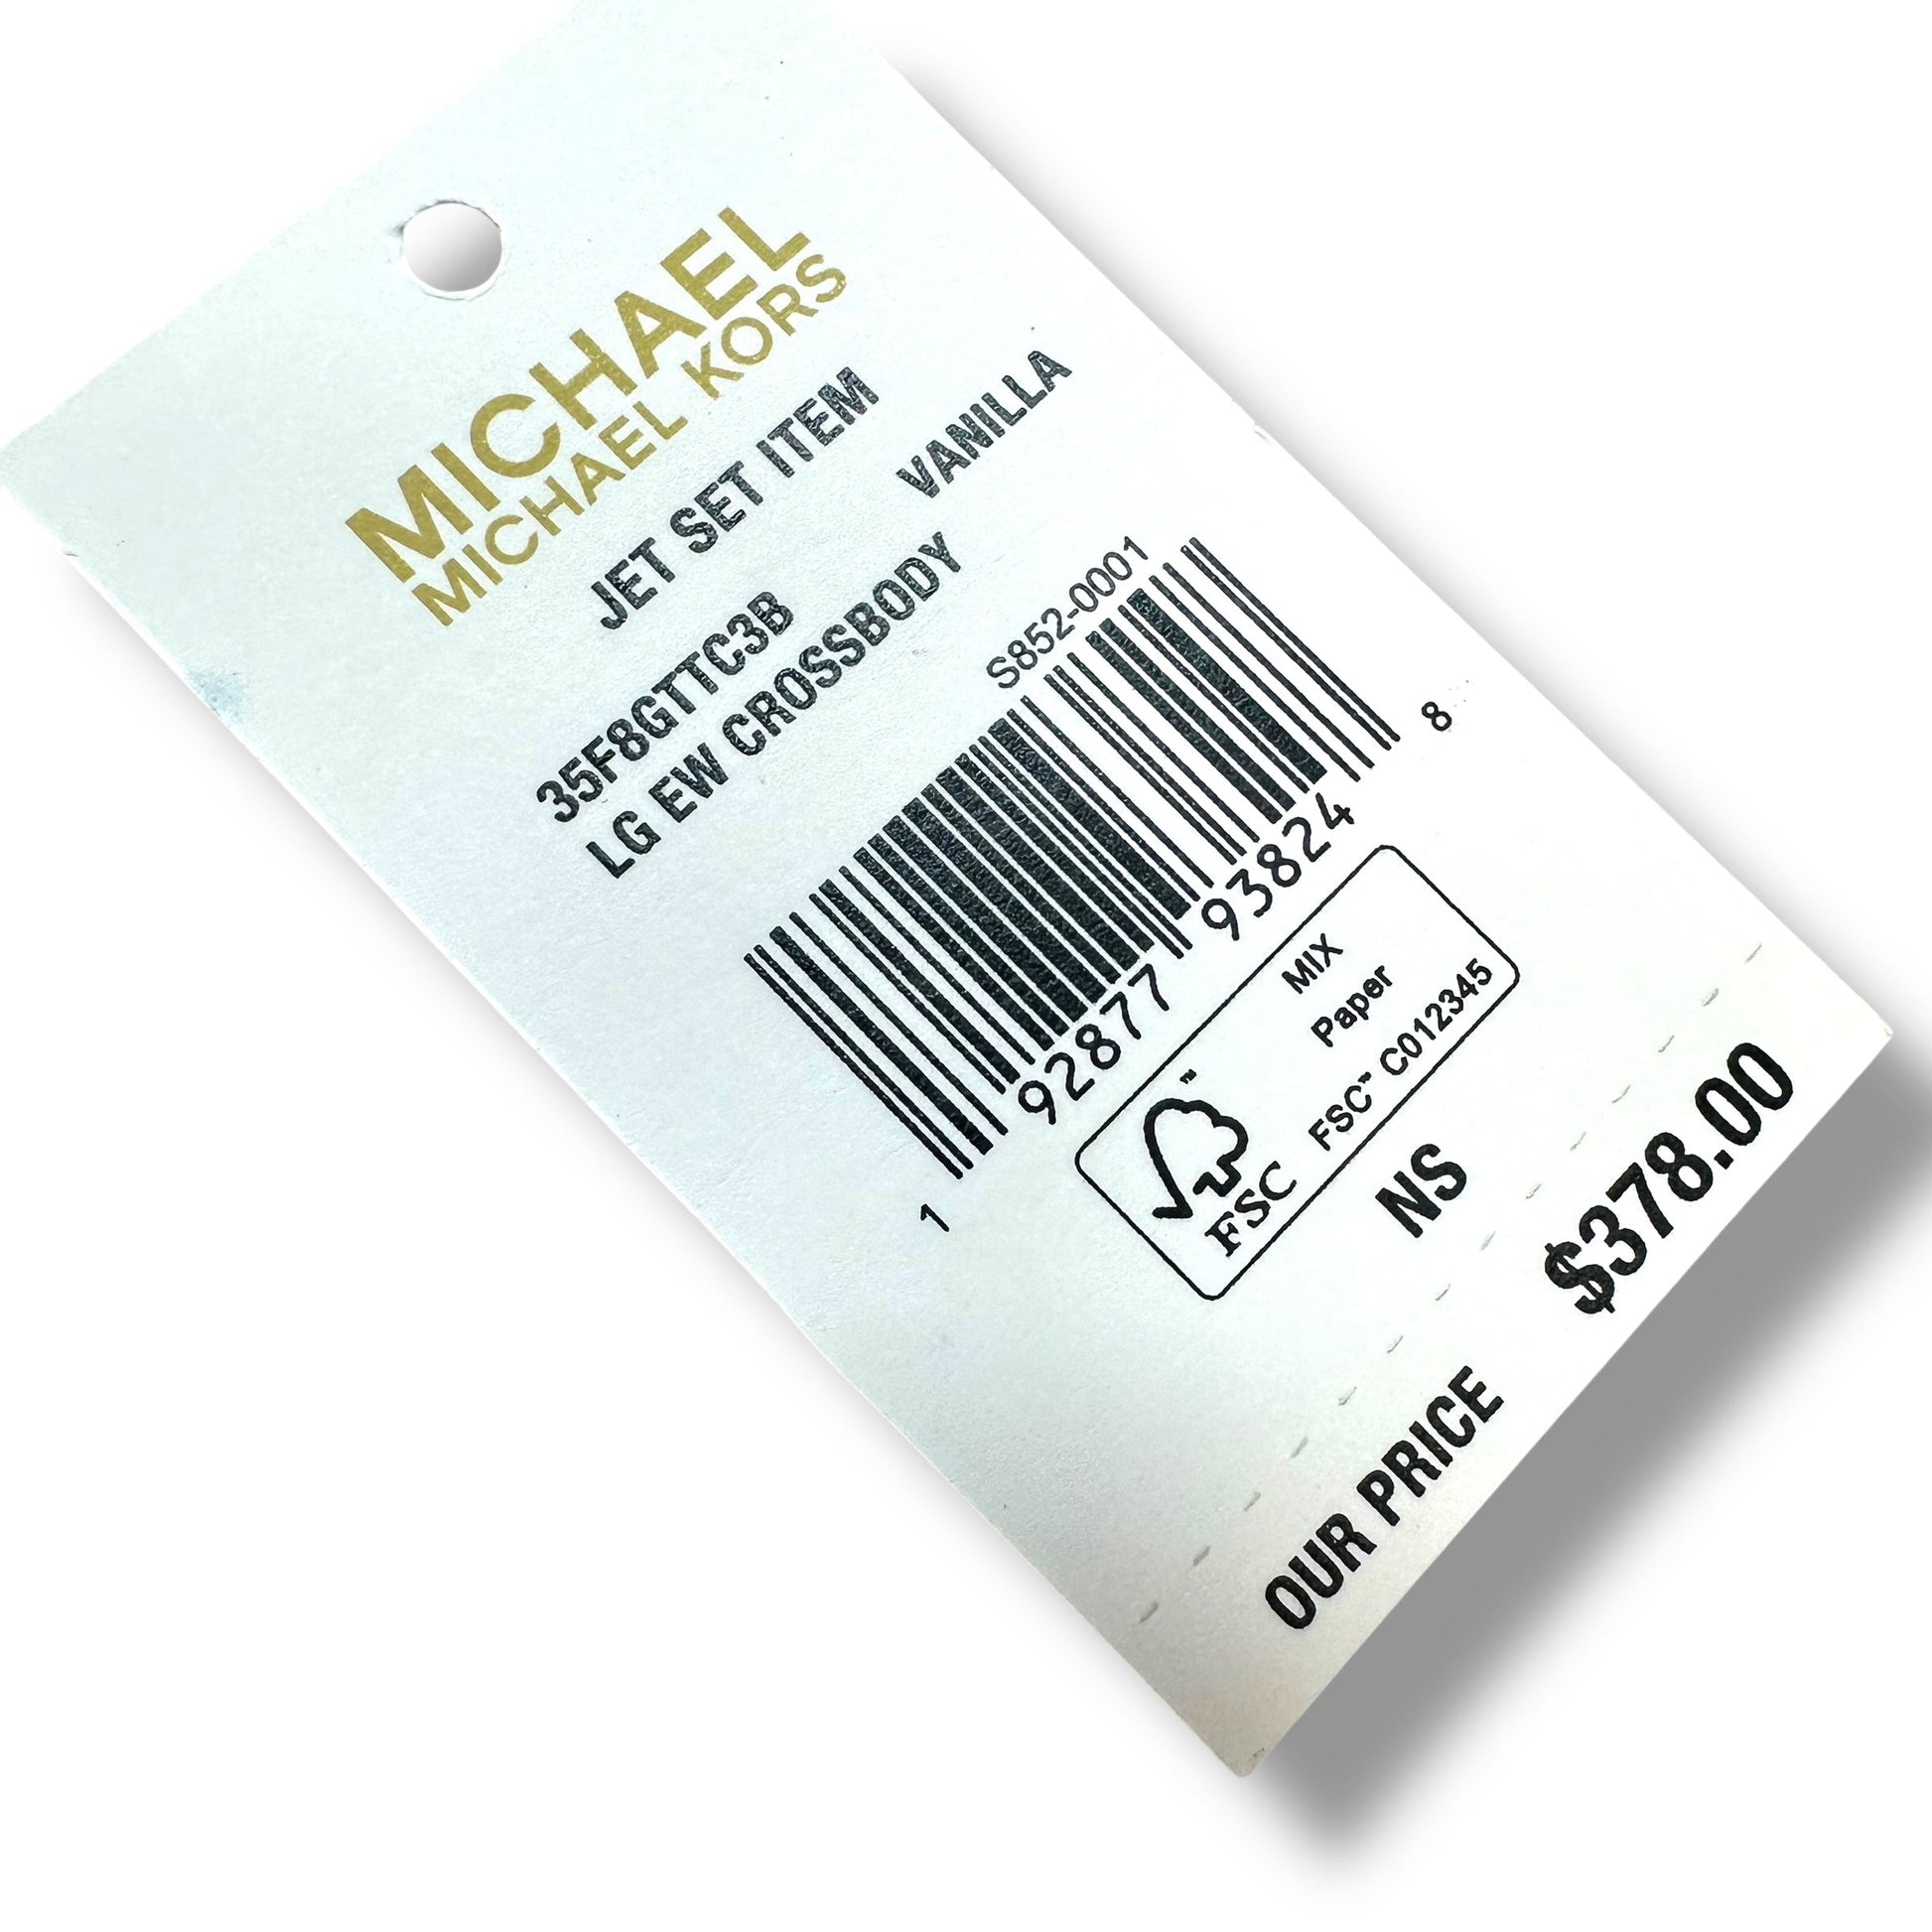 MICHAEL
MICHAEL KORS
JET SET ITEM
35F8GTTC3B VANILLA
LG EW CROSSBODY
S852-0001
1 92877 93824 8
MIX
Paper
FSC™ C012345
™
FSC
NS
OUR PRICE $378.00